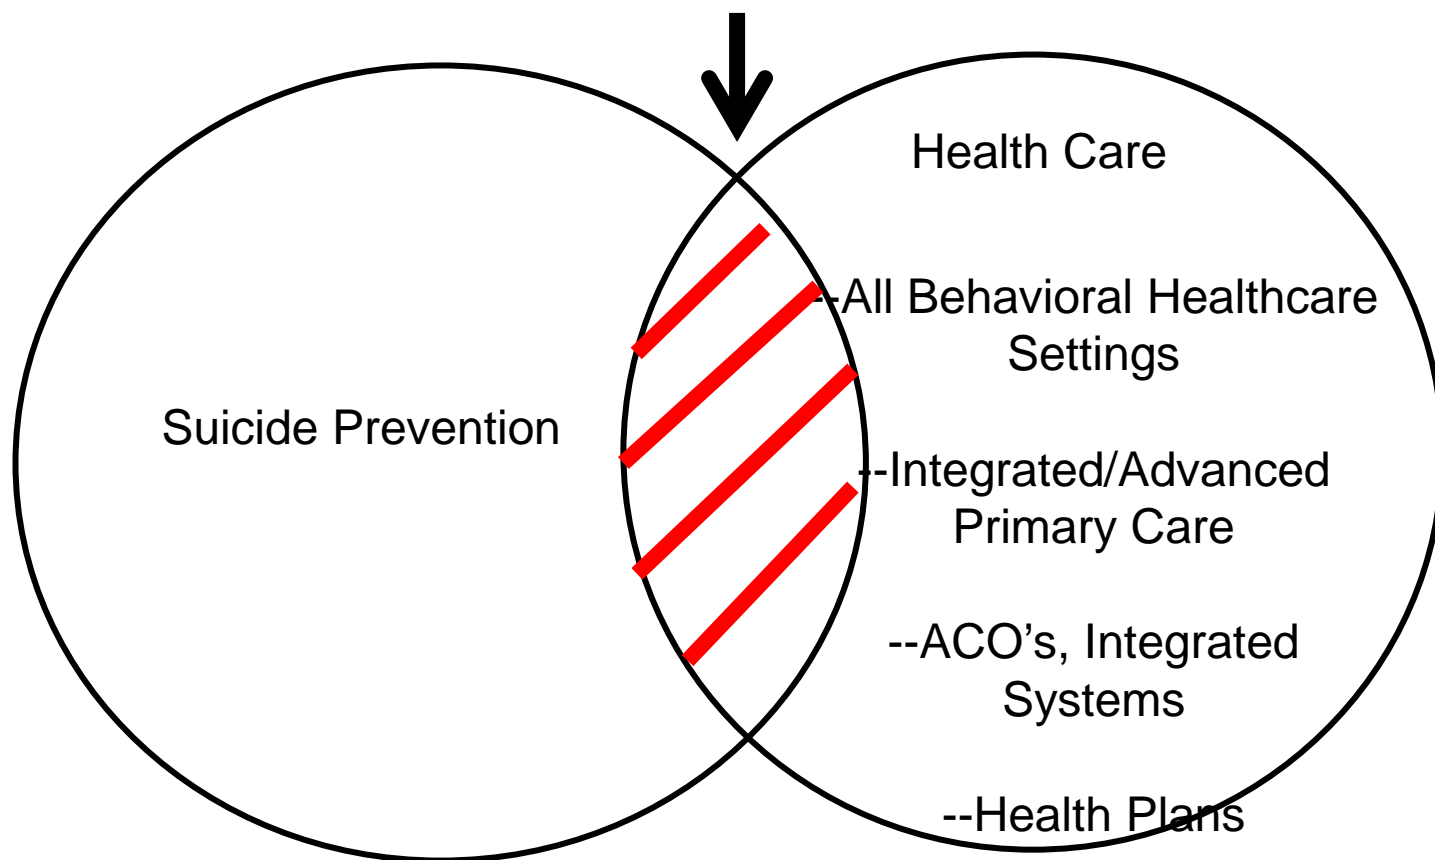 Health Care
--All Behavioral Healthcare
Settings
Suicide Prevention
--Integrated/Advanced
Primary Care
--ACO’s, Integrated
Systems
--Health Plans